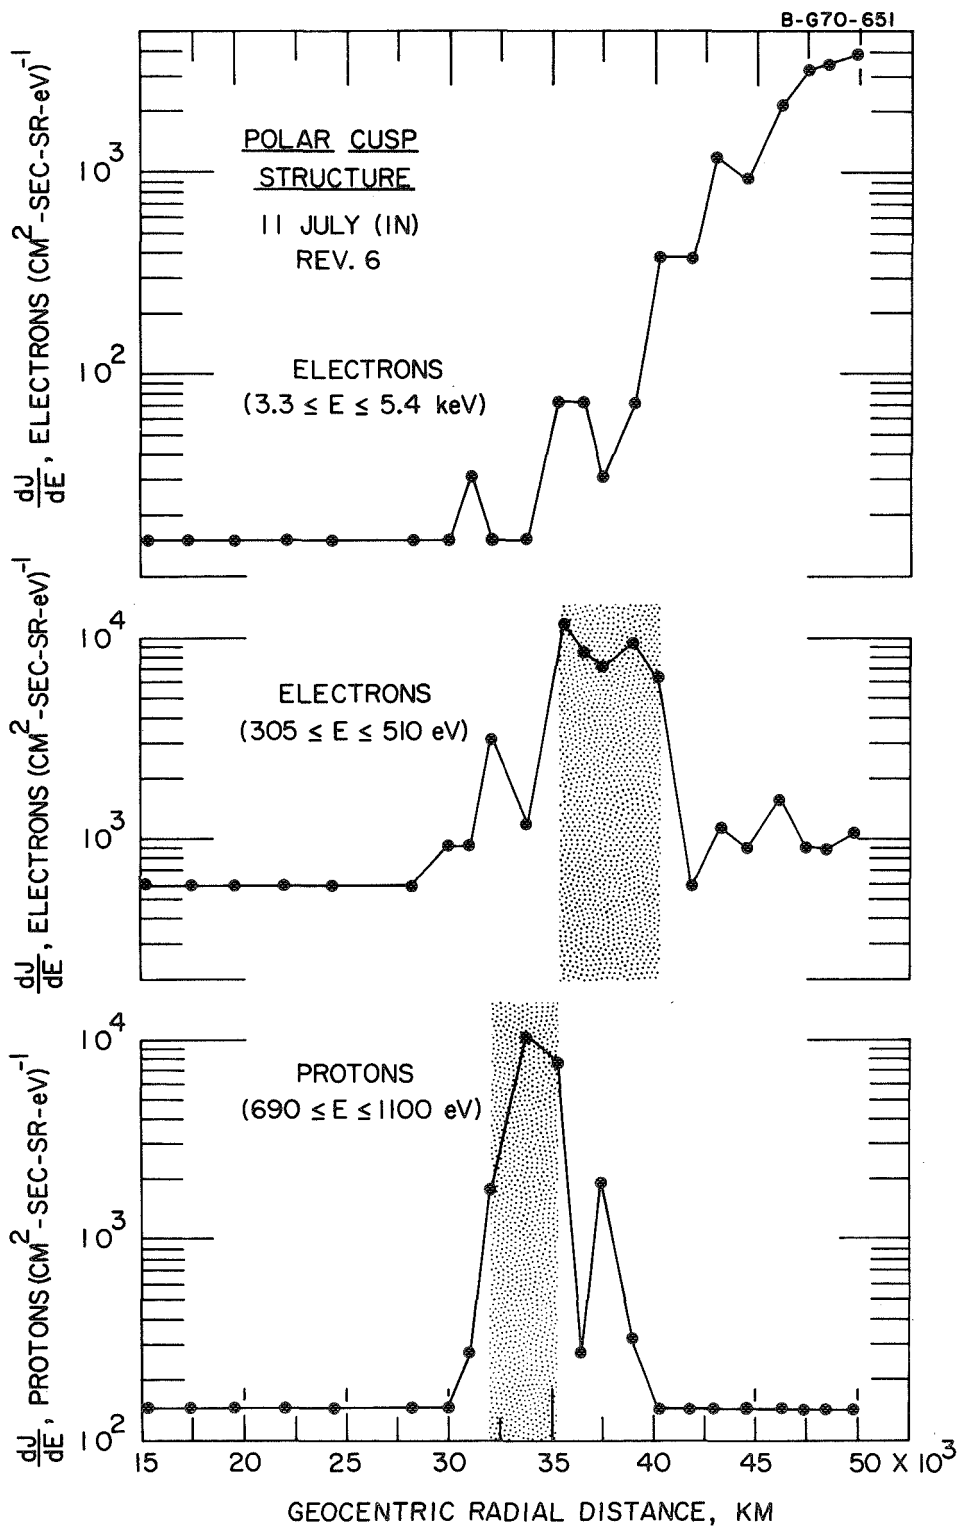 B-G70-651
dJ/dE, ELECTRONS (CM²-SEC-SR-eV)⁻¹
10³
10²
POLAR CUSP
STRUCTURE
11 JULY (IN)
REV. 6
ELECTRONS
(3.3 ≤ E ≤ 5.4 keV)
dJ/dE, ELECTRONS (CM²-SEC-SR-eV)⁻¹
10⁴
10³
ELECTRONS
(305 ≤ E ≤ 510 eV)
dJ/dE, PROTONS (CM²-SEC-SR-eV)⁻¹
10⁴
10³
10²
PROTONS
(690 ≤ E ≤ 1100 eV)
15 20 25 30 35 40 45 50 X 10³
GEOCENTRIC RADIAL DISTANCE, KM